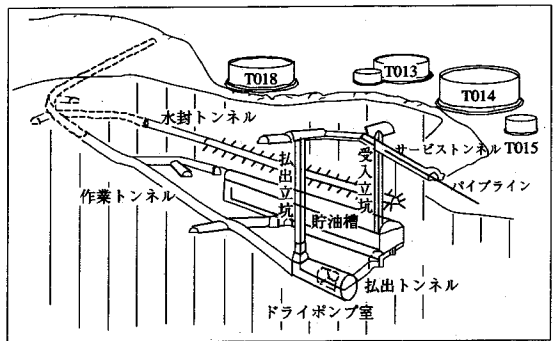 T018
T013
T014
T015
水封トンネル
サービストンネル
払出立坑
受入立坑
パイプライン
作業トンネル
貯油槽
払出トンネル
ドライポンプ室